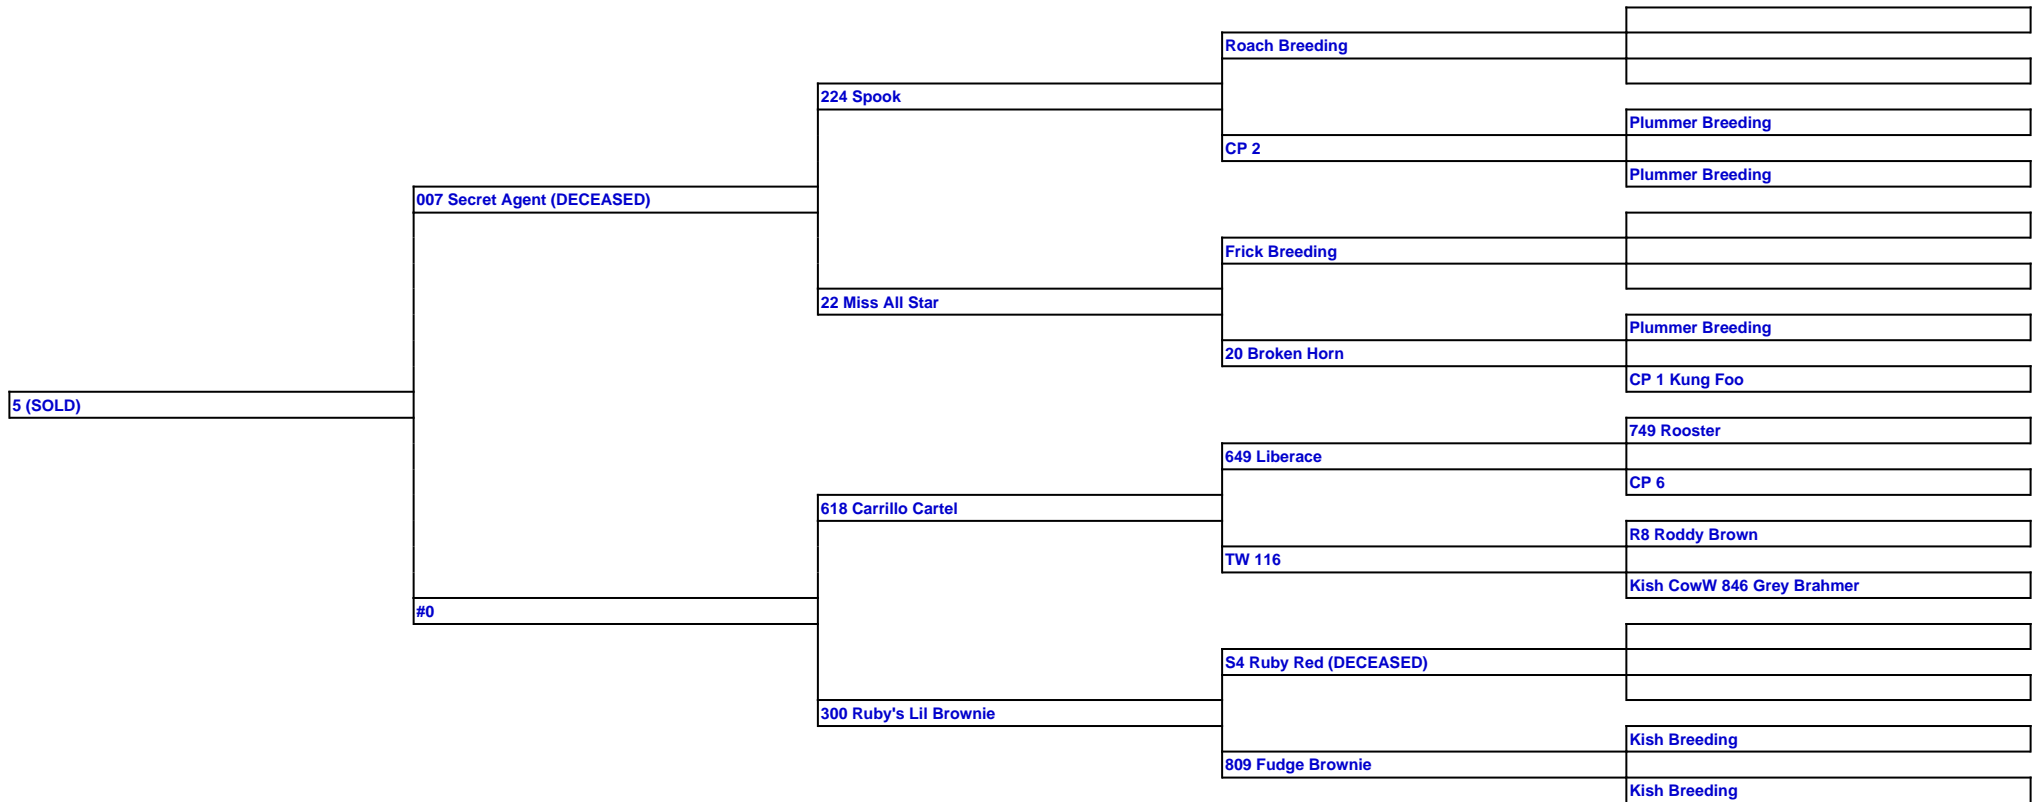 Roach Breeding
224 Spook
Plummer Breeding
CP 2
Plummer Breeding
007 Secret Agent (DECEASED)
Frick Breeding
22 Miss All Star
Plummer Breeding
20 Broken Horn
CP 1 Kung Foo
5 (SOLD)
749 Rooster
649 Liberace
CP 6
618 Carrillo Cartel
R8 Roddy Brown
TW 116
Kish CowW 846 Grey Brahmer
#0
S4 Ruby Red (DECEASED)
300 Ruby's Lil Brownie
Kish Breeding
809 Fudge Brownie
Kish Breeding